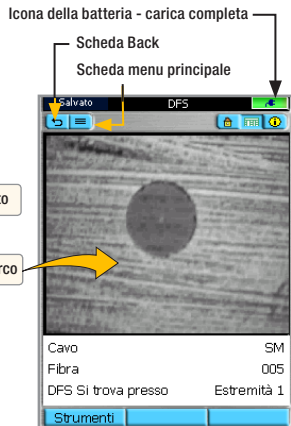 Icona della batteria - carica completa
Scheda Back
Scheda menu principale
Salvato DFS
Cavo SM
Fibra 005
DFS Si trova presso Estremità 1
Strumenti